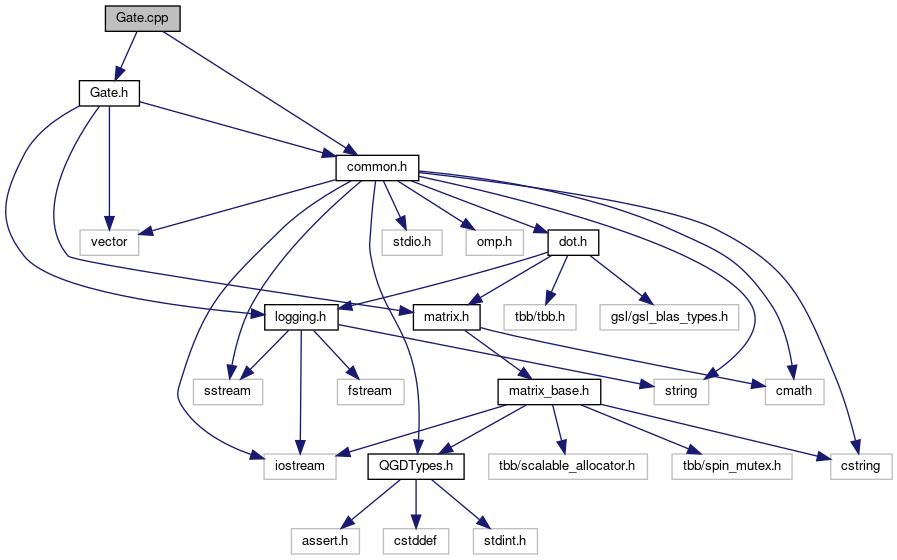 Gate.cpp
Gate.h
common.h
vector
stdio.h
omp.h
dot.h
logging.h
matrix.h
tbb/tbb.h
gsl/gsl_blas_types.h
sstream
fstream
matrix_base.h
string
cmath
iostream
QGDTypes.h
tbb/scalable_allocator.h
tbb/spin_mutex.h
cstring
assert.h
cstddef
stdint.h